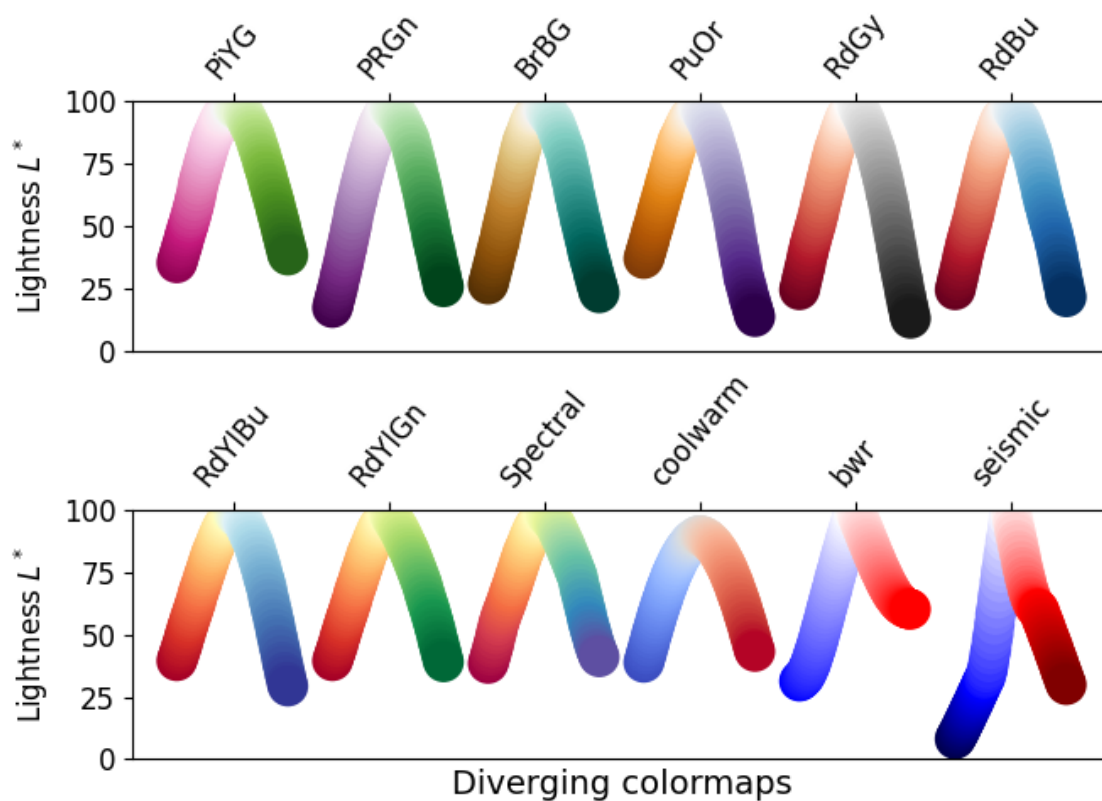 PiYG PRGn BrBG PuOr RdGy RdBu
Lightness L*
100
75
50
25
0
RdYlBu RdYlGn Spectral coolwarm bwr seismic
Lightness L*
100
75
50
25
0
Diverging colormaps